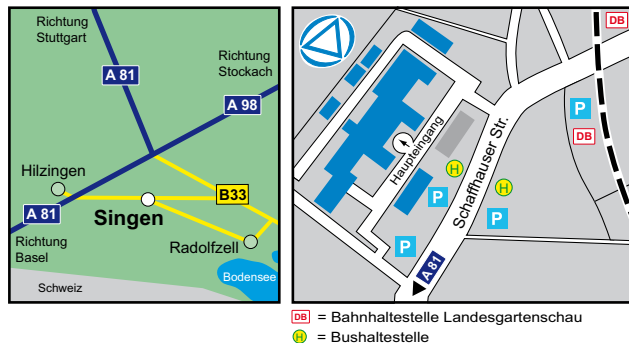 Richtung
Stuttgart
A 81
Richtung
Stockach
A 98
Hilzingen
B33
A 81
Singen
Richtung
Basel
Radolfzell
Bodensee
Schweiz
DB
P
DB
Schaffhauser Str.
Haupteingang
H
H
P
P
P
A 81
DB = Bahnhaltestelle Landesgartenschau
H = Bushaltestelle